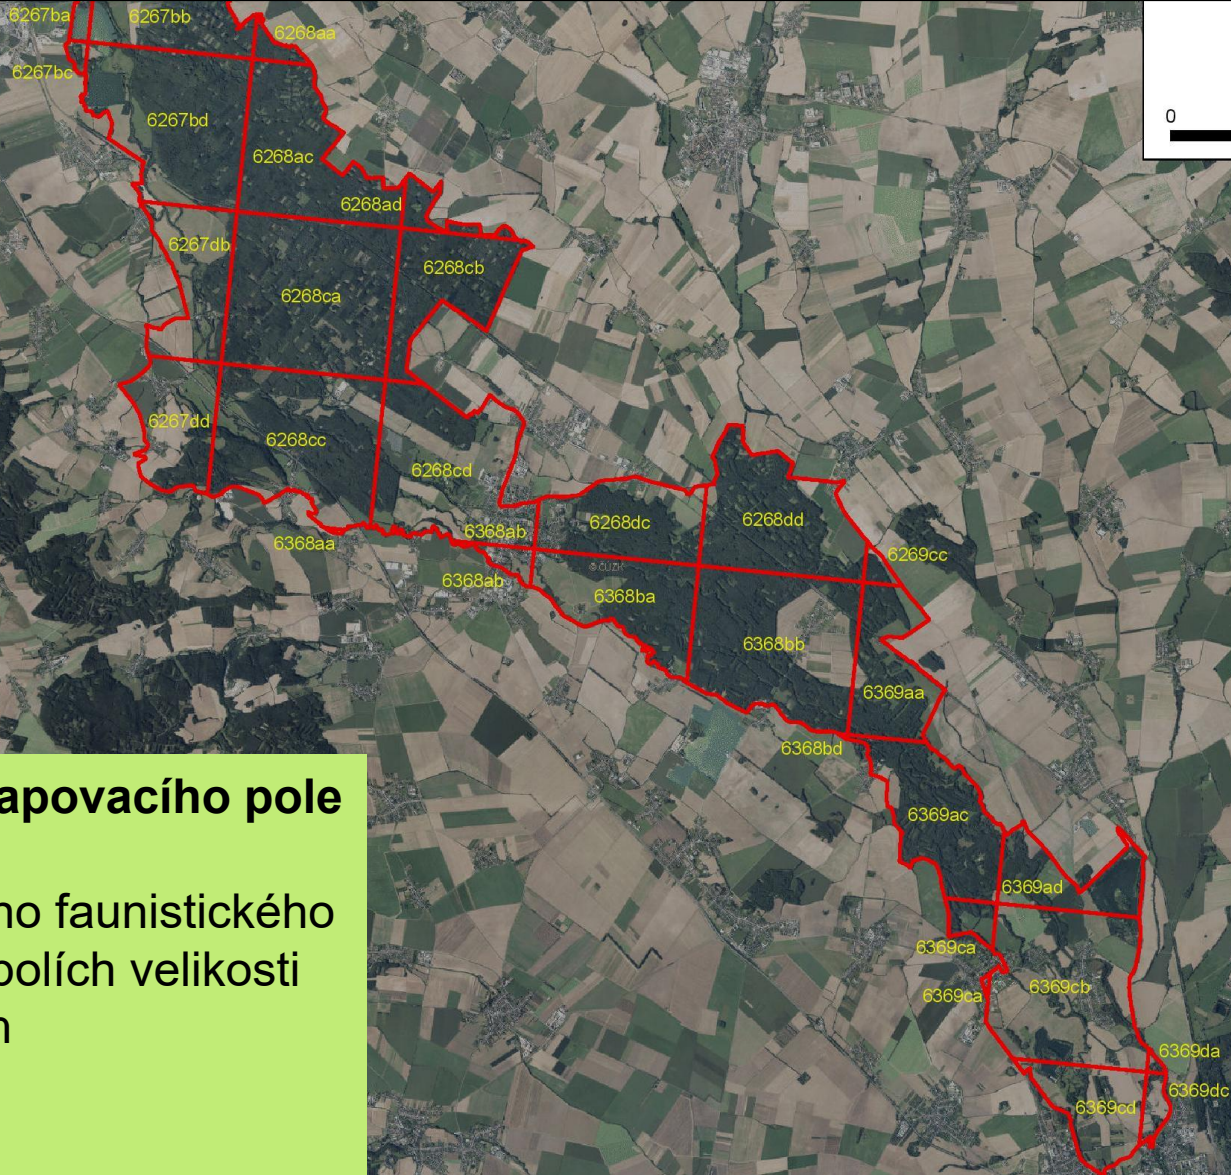 6267ba
6267bb
6268aa
6267bc
0
6267bd
6268ac
6268ad
6267db
6268cb
6268ca
6267dd
6268cc
6268cd
6268dc
6268dd
6368ab
6368aa
6269cc
© ČÚZK
6368ab
6368ba
6368bb
6369aa
6368bd
apovacího pole
6369ac
6369ad
no faunistického
6369ca
polích velikosti
6369cb
6369ca
6369da
6369dc
6369cd